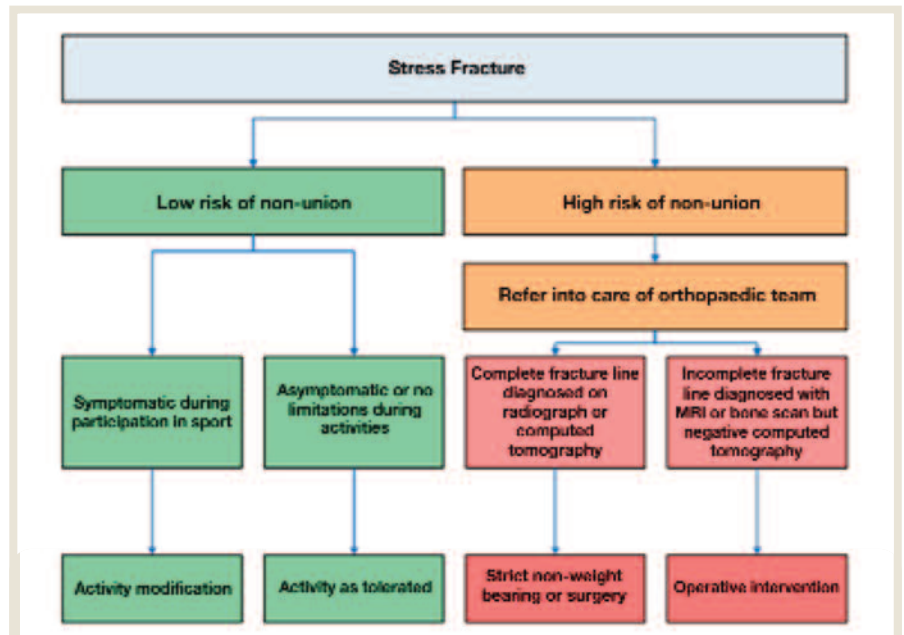 Stress Fracture
Low risk of non-union
High risk of non-union
Refer into care of orthopaedic team
Symptomatic during
participation in sport
Asymptomatic or no
limitations during
activities
Complete fracture line
diagnosed on
radiograph or
computed
tomography
Incomplete fracture
line diagnosed with
MRI or bone scan but
negative computed
tomography
Activity modification
Activity as tolerated
Strict non-weight
bearing or surgery
Operative intervention